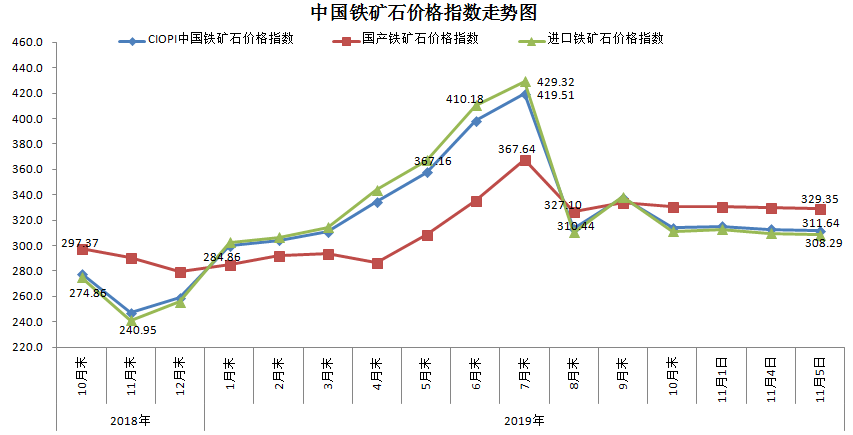 中国铁矿石价格指数走势图
CIOPI中国铁矿石价格指数
国产铁矿石价格指数
进口铁矿石价格指数
460.0
440.0
420.0
400.0
380.0
360.0
340.0
320.0
300.0
280.0
260.0
240.0
220.0
297.37
274.86
240.95
284.86
367.16
410.18
429.32
419.51
367.64
327.10
310.44
329.35
311.64
308.29
10月末
11月末
12月末
1月末
2月末
3月末
4月末
5月末
6月末
7月末
8月末
9月末
10月末
11月1日
11月4日
11月5日
2018年
2019年